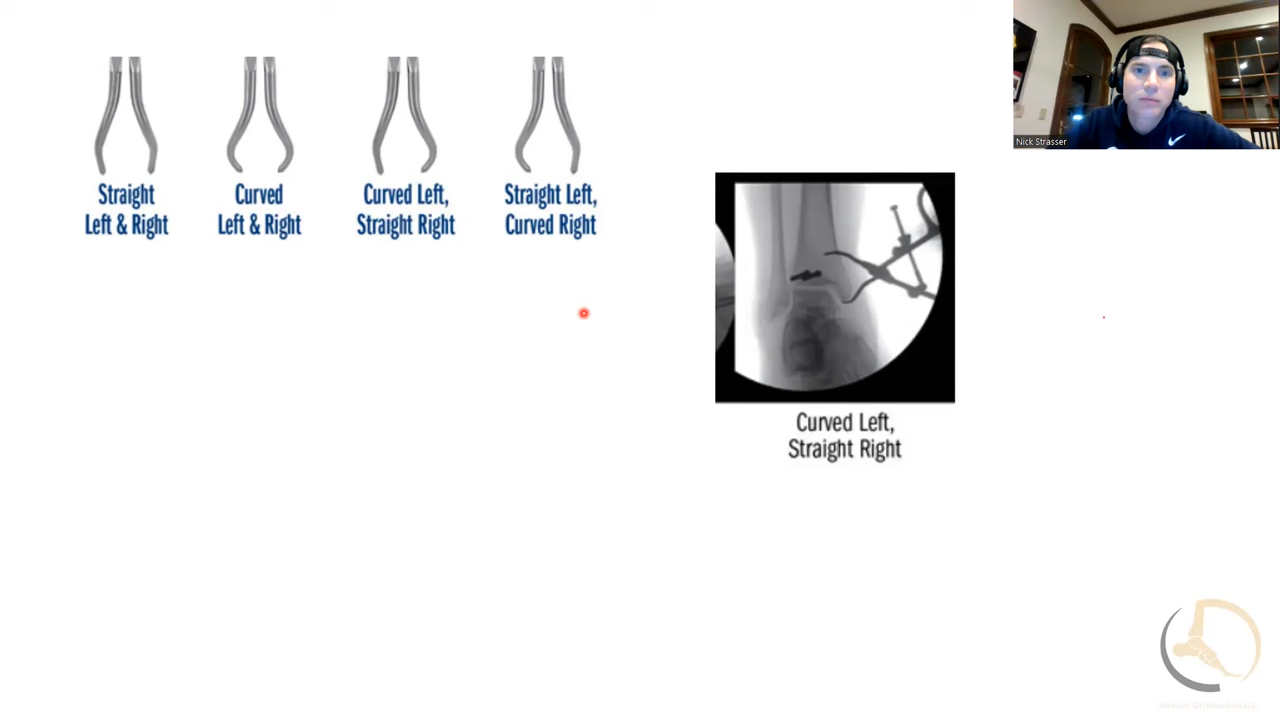 Nick Strasser
Straight
Left & Right
Curved
Left & Right
Curved Left,
Straight Right
Straight Left,
Curved Right
Curved Left,
Straight Right